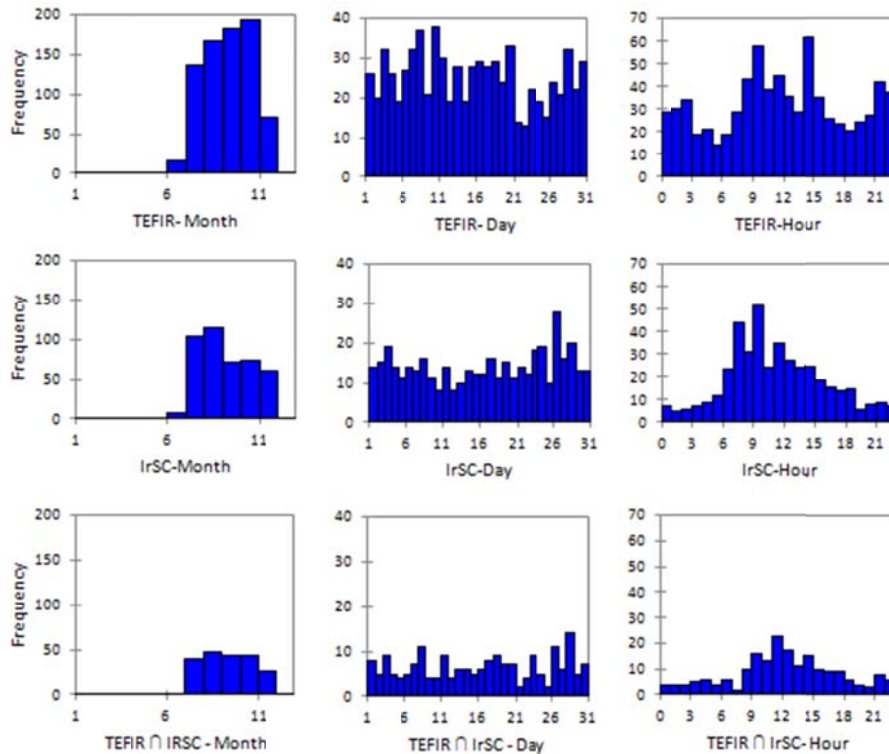 Frequency
200
150
100
50
0
1 6 11
TEFIR- Month
40
30
20
10
0
1 6 11 16 21 26 31
TEFIR- Day
70
60
50
40
30
20
10
0
0 3 6 9 12 15 18 21
TEFIR-Hour
Frequency
200
150
100
50
0
1 6 11
IrSC-Month
40
30
20
10
0
1 6 11 16 21 26 31
IrSC-Day
70
60
50
40
30
20
10
0
0 3 6 9 12 15 18 21
IrSC-Hour
Frequency
200
150
100
50
0
1 6 11
TEFIR ∩ IRSC - Month
40
30
20
10
0
1 6 11 16 21 26 31
TEFIR ∩ IrSC - Day
70
60
50
40
30
20
10
0
0 3 6 9 12 15 18 21
TEFIR ∩ IrSC- Hour